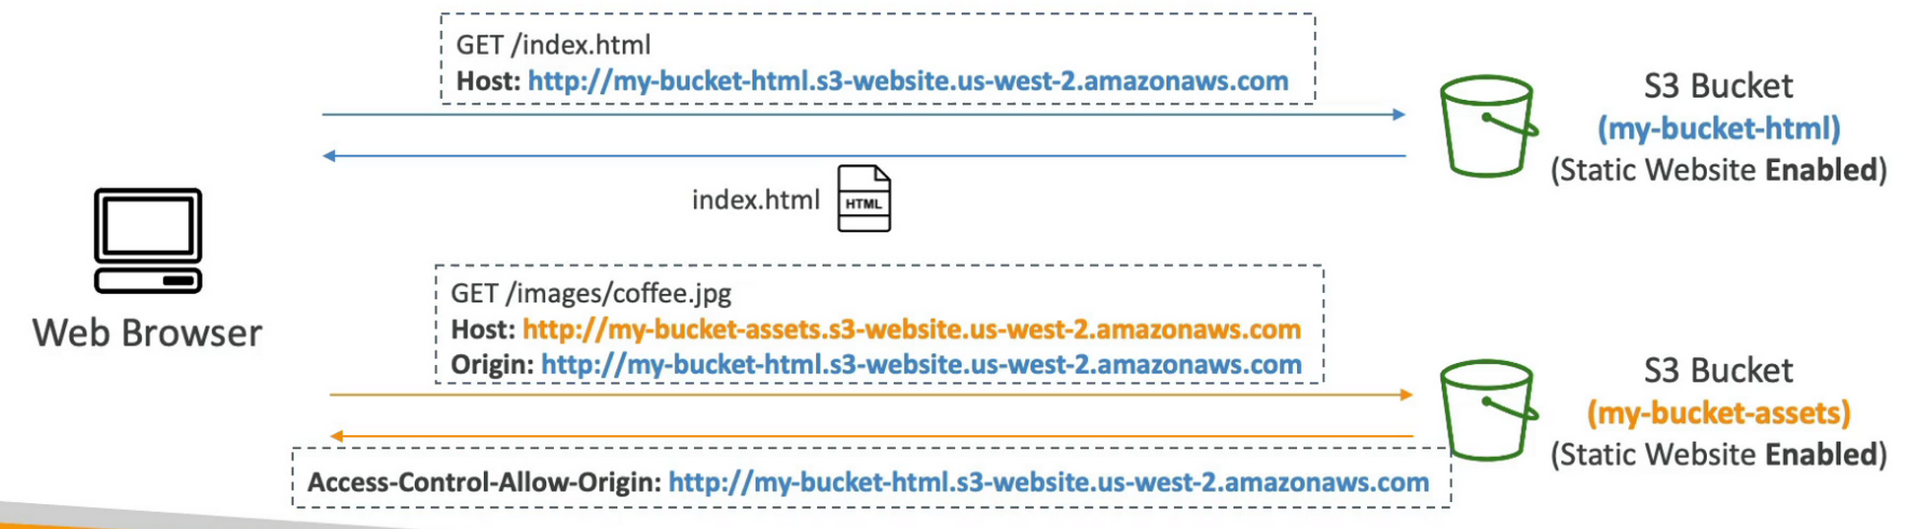 GET /index.html
Host: http://my-bucket-html.s3-website.us-west-2.amazonaws.com
S3 Bucket
(my-bucket-html)
(Static Website Enabled)
index.html
HTML
Web Browser
GET /images/coffee.jpg
Host: http://my-bucket-assets.s3-website.us-west-2.amazonaws.com
Origin: http://my-bucket-html.s3-website.us-west-2.amazonaws.com
S3 Bucket
(my-bucket-assets)
(Static Website Enabled)
Access-Control-Allow-Origin: http://my-bucket-html.s3-website.us-west-2.amazonaws.com